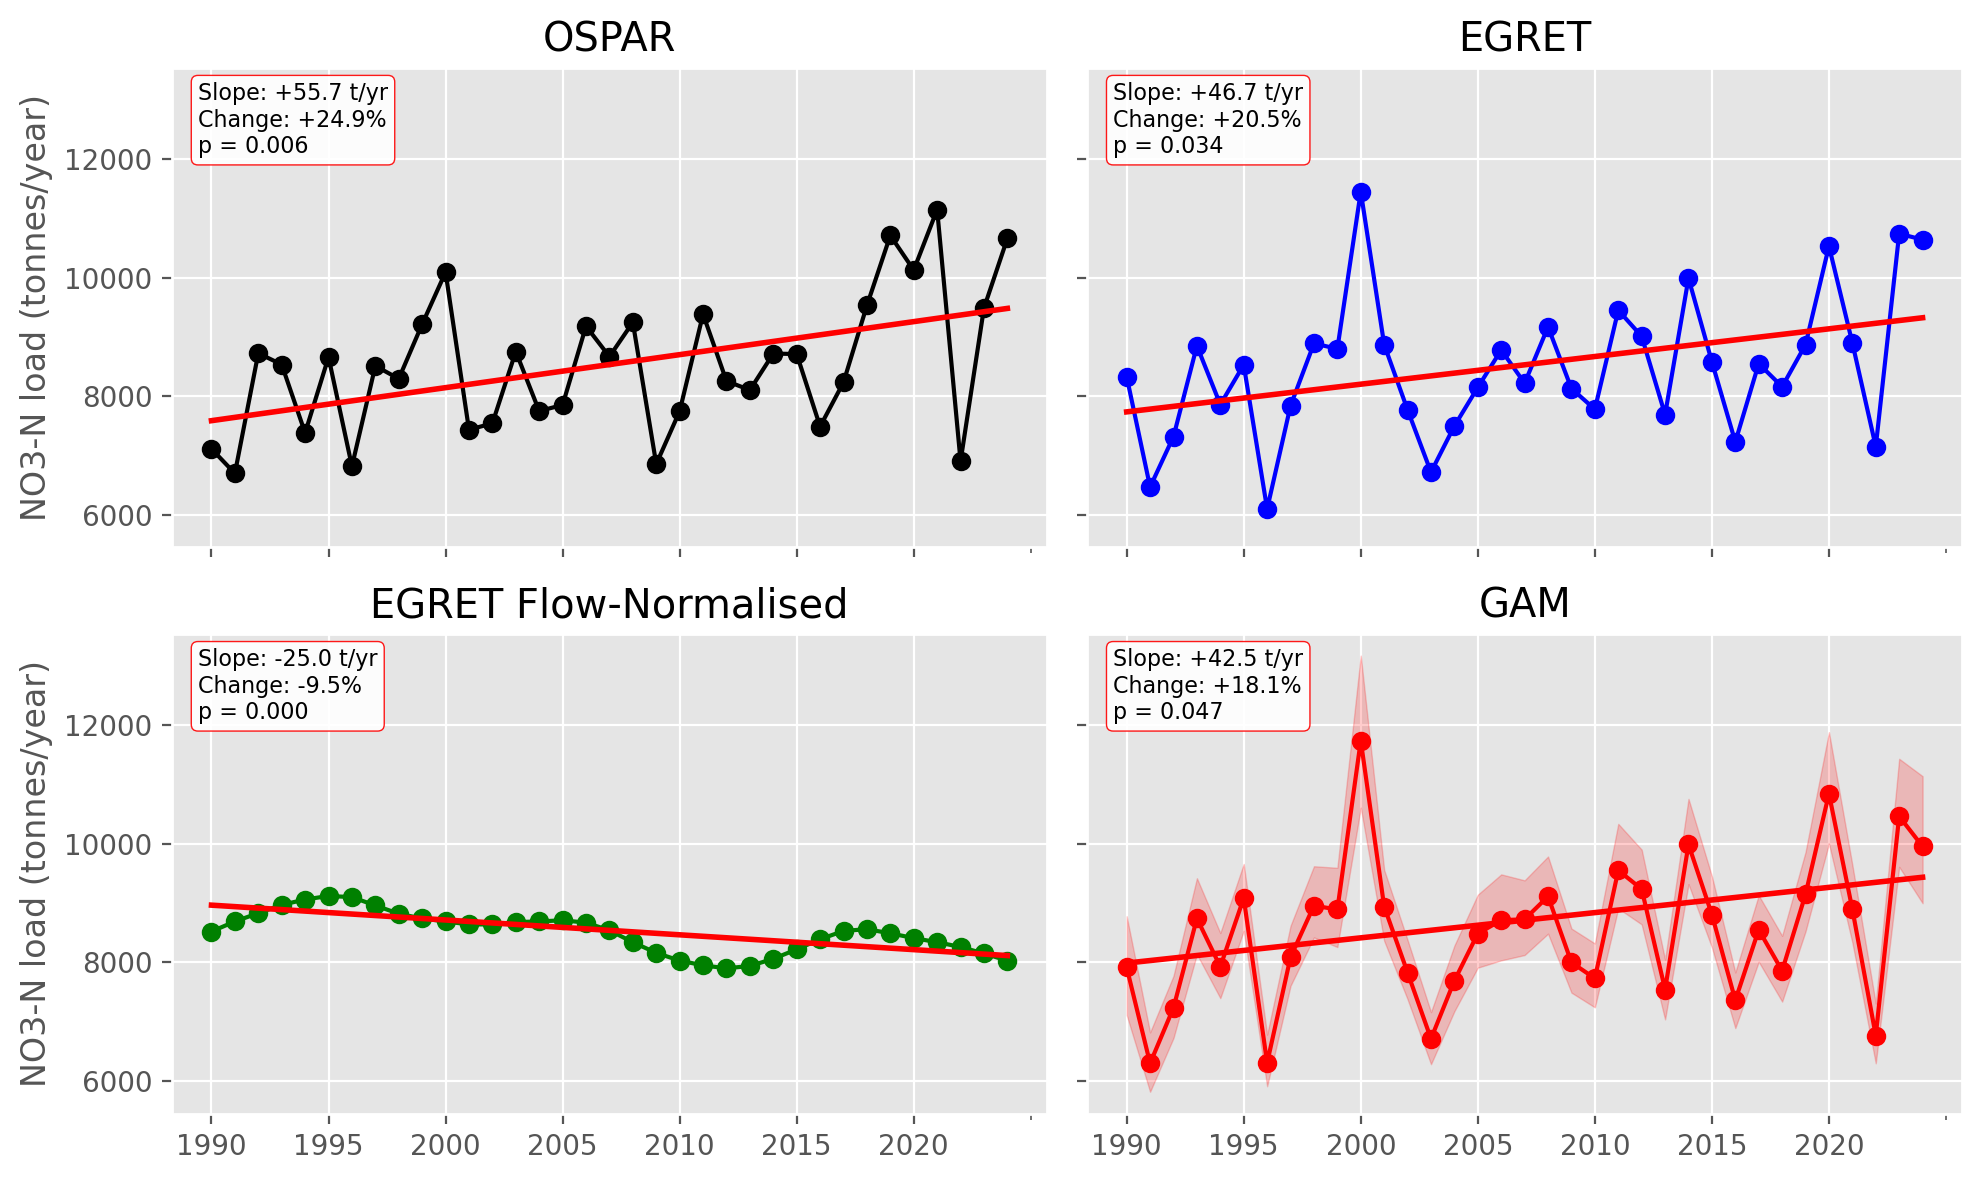 OSPAR
NO3-N load (tonnes/year)
12000
10000
8000
6000
Slope: +55.7 t/yr
Change: +24.9%
p = 0.006
EGRET
Slope: +46.7 t/yr
Change: +20.5%
p = 0.034
EGRET Flow-Normalised
NO3-N load (tonnes/year)
12000
10000
8000
6000
Slope: -25.0 t/yr
Change: -9.5%
p = 0.000
1990 1995 2000 2005 2010 2015 2020
GAM
Slope: +42.5 t/yr
Change: +18.1%
p = 0.047
1990 1995 2000 2005 2010 2015 2020